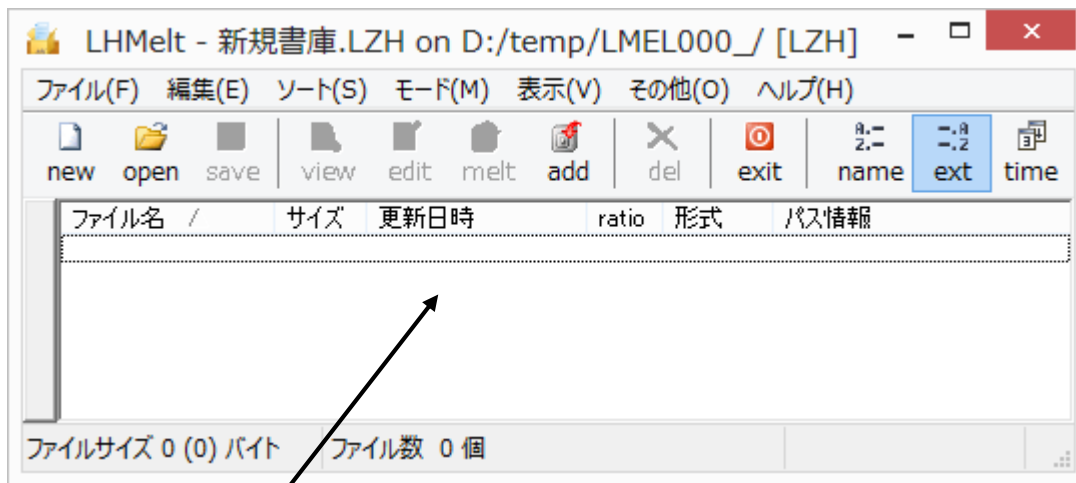 LHMelt - 新規書庫.LZH on D:/temp/LMEL000_/ [LZH]
ファイル(F) 編集(E) ソート(S) モード(M) 表示(V) その他(O) ヘルプ(H)
new open save view edit melt add del exit name ext time
ファイル名 / サイズ 更新日時 ratio 形式 パス情報
ファイルサイズ 0 (0) バイト ファイル数 0 個